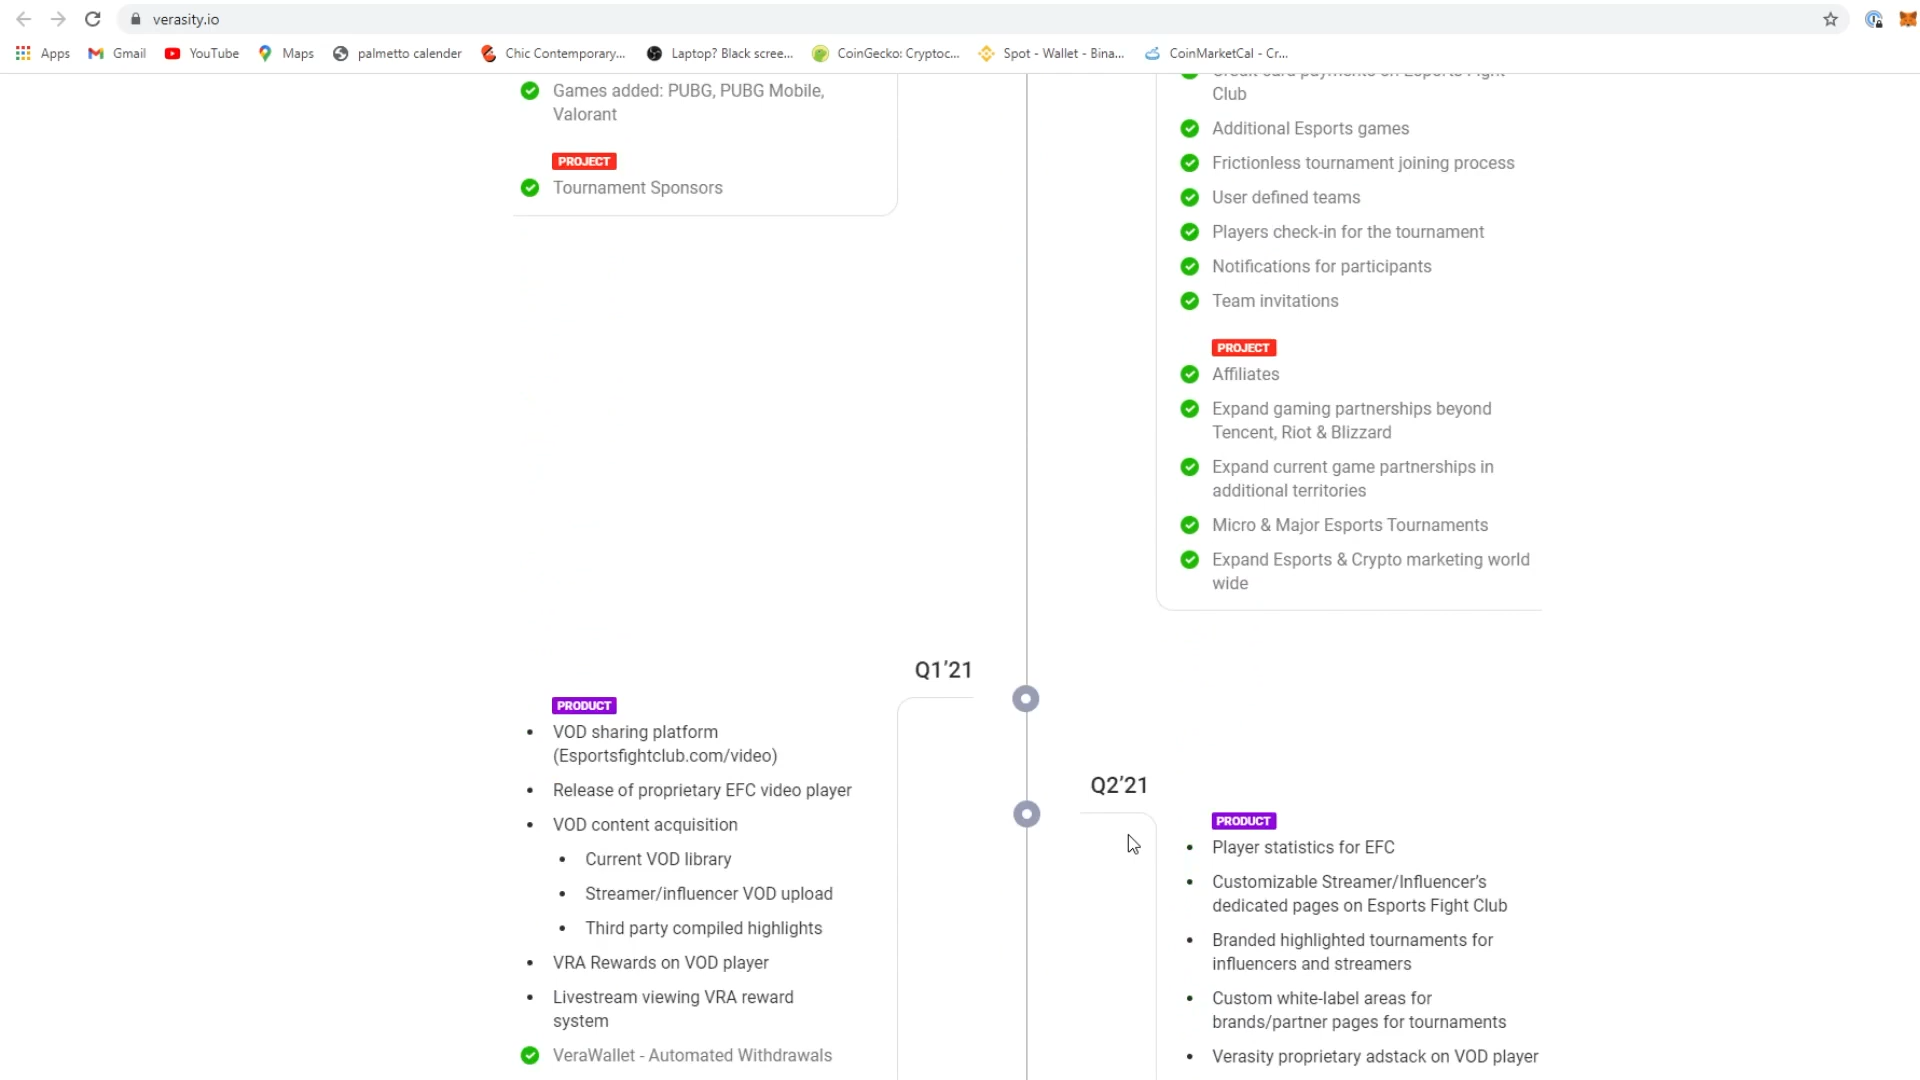 verasity.io
Apps
Gmail
YouTube
Maps
palmetto calender
Chic Contemporary...
Laptop? Black scree...
CoinGecko: Cryptoc...
Spot - Wallet - Bina...
CoinMarketCal - Cr...
Games added: PUBG, PUBG Mobile,
Valorant
PROJECT
Tournament Sponsors
Credit card payments on Esports Fight
Club
Additional Esports games
Frictionless tournament joining process
User defined teams
Players check-in for the tournament
Notifications for participants
Team invitations
PROJECT
Affiliates
Expand gaming partnerships beyond
Tencent, Riot & Blizzard
Expand current game partnerships in
additional territories
Micro & Major Esports Tournaments
Expand Esports & Crypto marketing world
wide
Q1’21
PRODUCT
VOD sharing platform
(Esportsfightclub.com/video)
Release of proprietary EFC video player
VOD content acquisition
Current VOD library
Streamer/influencer VOD upload
Third party compiled highlights
VRA Rewards on VOD player
Livestream viewing VRA reward
system
VeraWallet - Automated Withdrawals
Q2’21
PRODUCT
Player statistics for EFC
Customizable Streamer/Influencer’s
dedicated pages on Esports Fight Club
Branded highlighted tournaments for
influencers and streamers
Custom white-label areas for
brands/partner pages for tournaments
Verasity proprietary adstack on VOD player